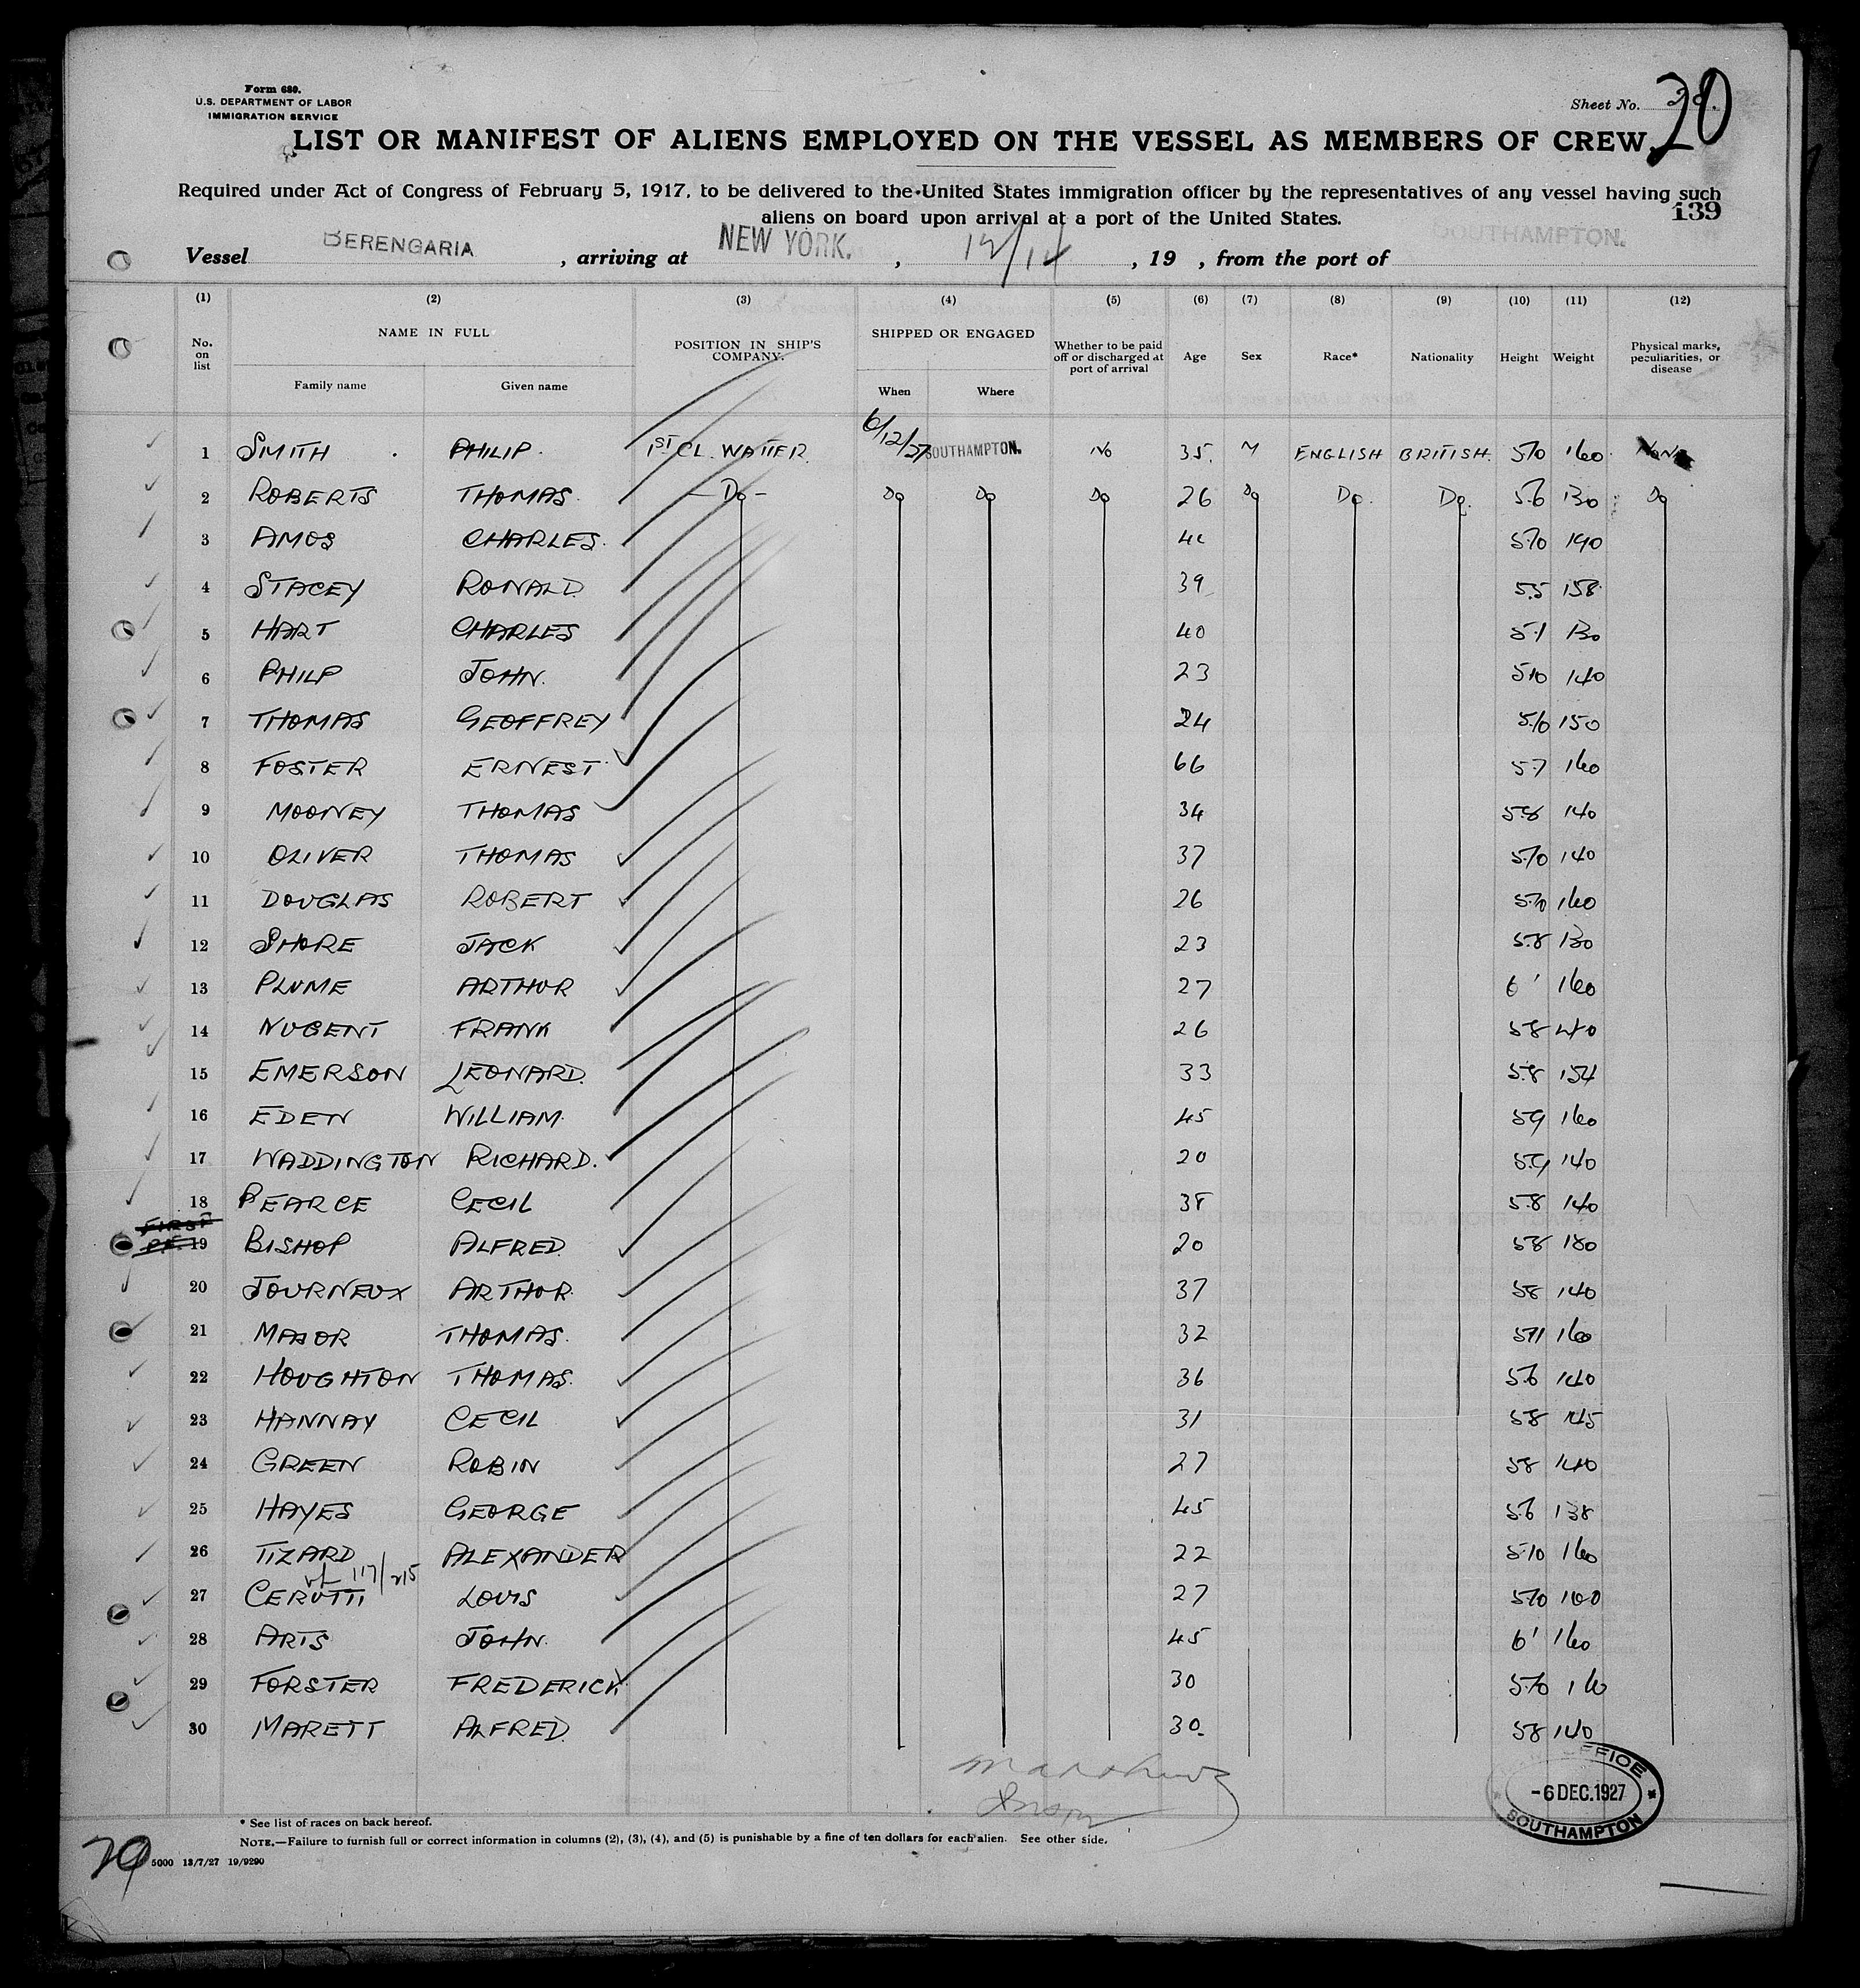 Form 680.
U.S. DEPARTMENT OF LABOR
IMMIGRATION SERVICE
Sheet No.
20
LIST OR MANIFEST OF ALIENS EMPLOYED ON THE VESSEL AS MEMBERS OF CREW
Required under Act of Congress of February 5, 1917, to be delivered to the United States immigration officer by the representatives of any vessel having such
aliens on board upon arrival at a port of the United States.
139
Vessel BERENGARIA, arriving at NEW YORK., 19 , from the port of SOUTHAMPTON.
(1) (2) (3) (4) (5) (6) (7) (8) (9) (10) (11) (12)
No. on list NAME IN FULL Family name Given name POSITION IN SHIP'S COMPANY. SHIPPED OR ENGAGED When Where Whether to be paid off or discharged at port of arrival Age Sex Race* Nationality Height Weight Physical marks, peculiarities, or disease
1 SMITH . PHILIP. 1ST CL. WAITER. 6/12/27 SOUTHAMPTON. No 35. M ENGLISH BRITISH. 5.10 160 None
2 ROBERTS THOMAS. — Do — Do Do Do 26 Do Do. Do. 5.6 130 Do
3 AMOS CHARLES. 5.10 190
4 STACEY RONALD. 39 5.5 158
5 HART CHARLES 40 5.1 130
6 PHILP JOHN. 23 5.10 140
7 THOMAS GEOFFREY 24 5.10 150
8 FOSTER ERNEST 66 5.7 160
9 MOONEY THOMAS 34 5.8 140
10 OLIVER THOMAS 37 5.10 140
11 DOUGLAS ROBERT 26 5.10 160
12 SHORE JACK 23 5.8 130
13 PLUME ARTHUR 27 6' 160
14 NUGENT FRANK 26 5.8 140
15 EMERSON LEONARD. 33 5.8 154
16 EDEN WILLIAM. 45 5.9 160
17 WADDINGTON RICHARD. 20 5.9 140
18 PEARCE CECIL 38 5.8 140
19 BISHOP ALFRED. 20 5.8 180
20 JOURNEUX ARTHUR. 37 5.8 140
21 MAJOR THOMAS. 32 5.11 160
22 HOUGHTON THOMAS. 36 5.6 140
23 HANNAY CECIL 31 5.8 145
24 GREEN ROBIN 27 5.8 140
25 HAYES GEORGE 45 5.6 138
26 TIZARD ALEXANDER 22 5.10 160
27 CERUTTI LOUIS 27 5.10 160
28 ARTS JOHN. 45 6' 160
29 FORSTER FREDERICK 30 5.10 160
30 MARETT ALFRED. 30. 5.8 140
OFFICE
-6 DEC.1927
SOUTHAMPTON
* See list of races on back hereof.
NOTE.—Failure to furnish full or correct information in columns (2), (3), (4), and (5) is punishable by a fine of ten dollars for each alien. See other side.
5000 13/7/27 19/9290